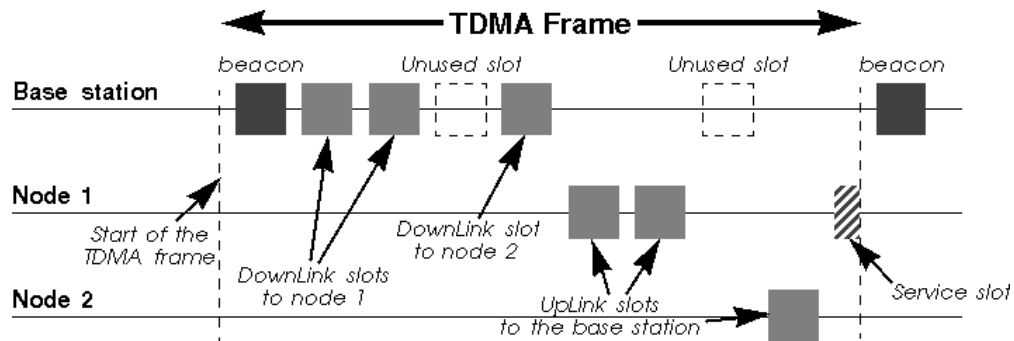 TDMA Frame
beacon
Unused slot
Unused slot
beacon
Base station
Node 1
Start of the
TDMA frame
DownLink slot
to node 2
DownLink slots
to node 1
UpLink slots
to the base station
Service slot
Node 2